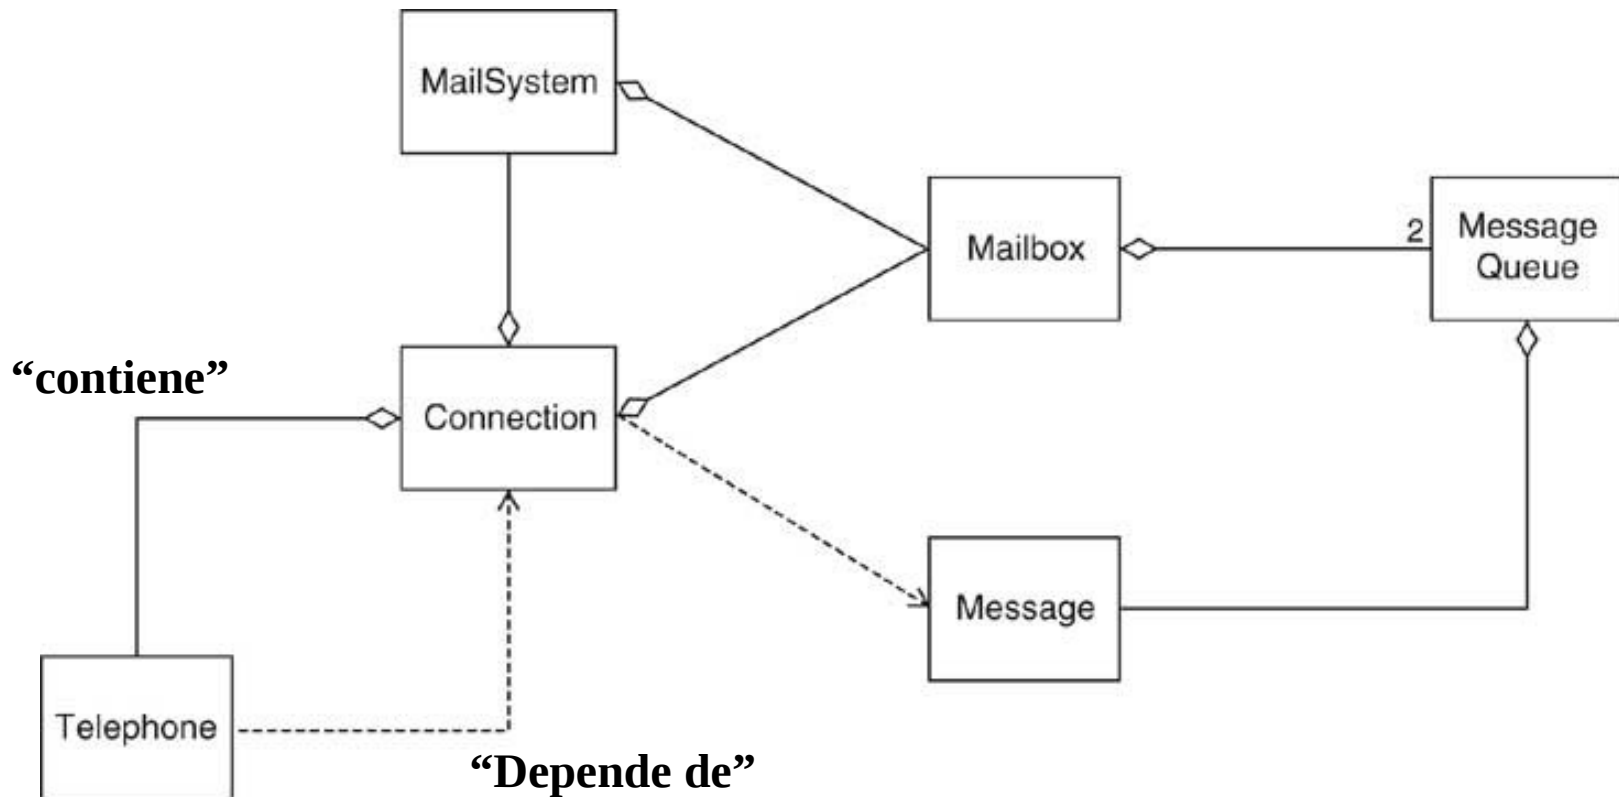 MailSystem
Mailbox
2
Message
Queue
“contiene”
Connection
Message
Telephone
“Depende de”